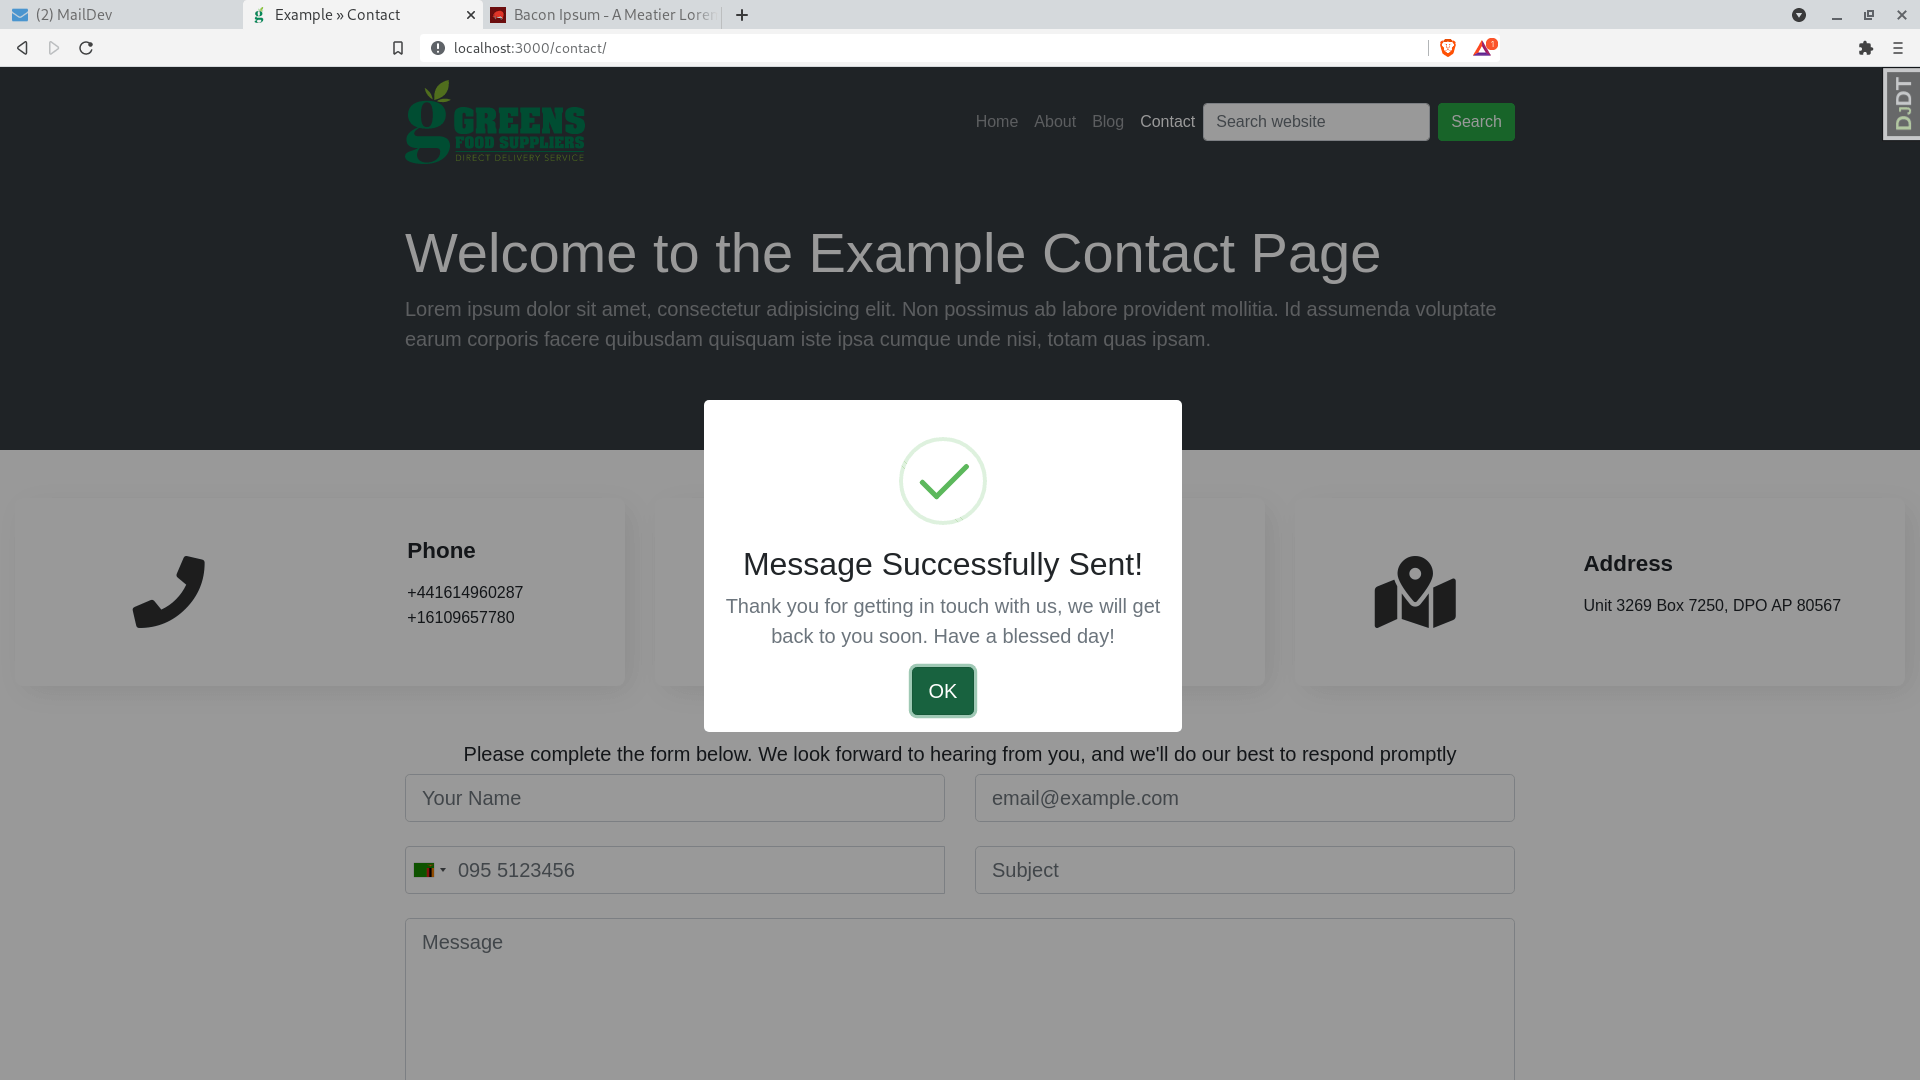 (2) MailDev
Example » Contact
Bacon Ipsum - A Meatier Loren
localhost:3000/contact/
1
GREENS
FOOD SUPPLIERS
DIRECT DELIVERY SERVICE
Home About Blog Contact Search website Search
DJDT
Welcome to the Example Contact Page
Lorem ipsum dolor sit amet, consectetur adipisicing elit. Non possimus ab labore provident mollitia. Id assumenda voluptate
earum corporis facere quibusdam quisquam iste ipsa cumque unde nisi, totam quas ipsam.
Message Successfully Sent!
Thank you for getting in touch with us, we will get
back to you soon. Have a blessed day!
OK
Phone
+441614960287
+16109657780
Address
Unit 3269 Box 7250, DPO AP 80567
Please complete the form below. We look forward to hearing from you, and we'll do our best to respond promptly
Your Name
email@example.com
095 5123456
Subject
Message